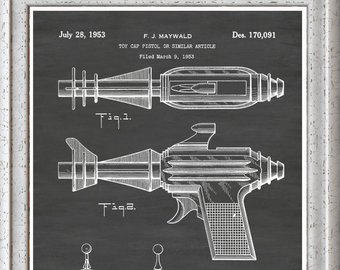 July 28, 1953 F. J. MAYWALD Des. 170,091
TOY CAP PISTOL OR SIMILAR ARTICLE
Filed March 9, 1953
Fig.1.
Fig.2.